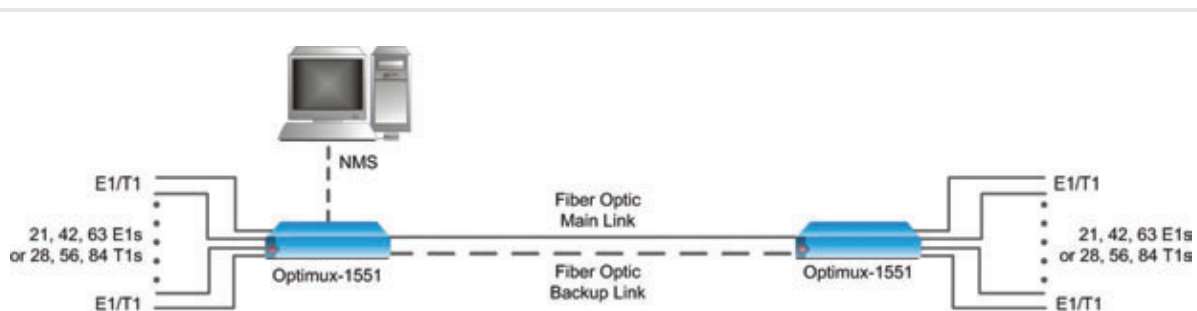 NMS
E1/T1
21, 42, 63 E1s
or 28, 56, 84 T1s
E1/T1
Optimux-1551
Fiber Optic
Main Link
Fiber Optic
Backup Link
Optimux-1551
E1/T1
21, 42, 63 E1s
or 28, 56, 84 T1s
E1/T1